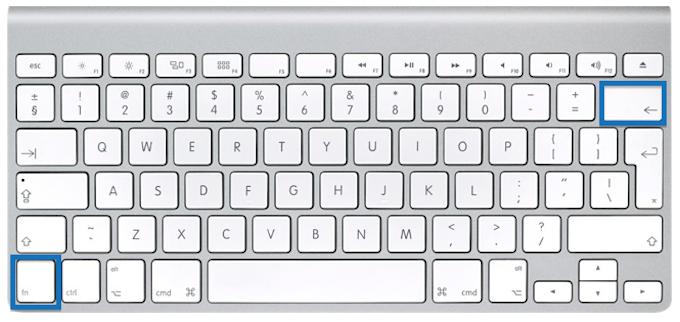 esc F1 F2 F3 F4 F5 F6 F7 F8 F9 F10 F11 F12
± ! @ # $ % ^ & * ( ) - +
§ 1 2 3 4 5 6 7 8 9 0 - =
Q W E R T Y U I O P { }
[ ]
A S D F G H J K L : " |
; ' \
~ Z X C V B N M < > ?
` , . /
fn ctrl alt cmd ⌘ ⌘ cmd alt
⌥ ⌥